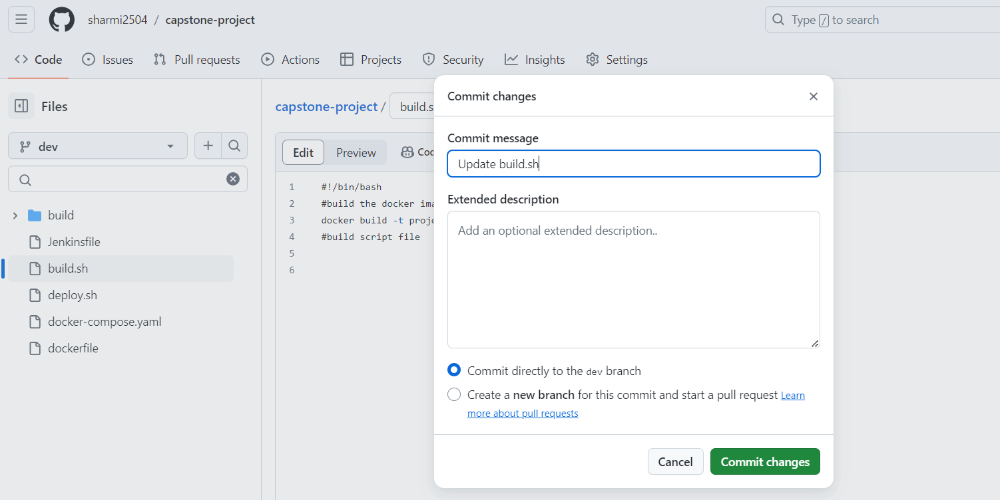 sharmi2504 / capstone-project
Type / to search
Code
Issues
Pull requests
Actions
Projects
Security
Insights
Settings
Files
dev
build
Jenkinsfile
build.sh
deploy.sh
docker-compose.yaml
dockerfile
capstone-project / build.s
Edit
Preview
1 #!/bin/bash
2 #build the docker
3 docker build -t
4 #build script file
5
6
Commit changes
Commit message
Update build.sh
Extended description
Add an optional extended description..
Commit directly to the dev branch
Create a new branch for this commit and start a pull request Learn
more about pull requests
Cancel
Commit changes